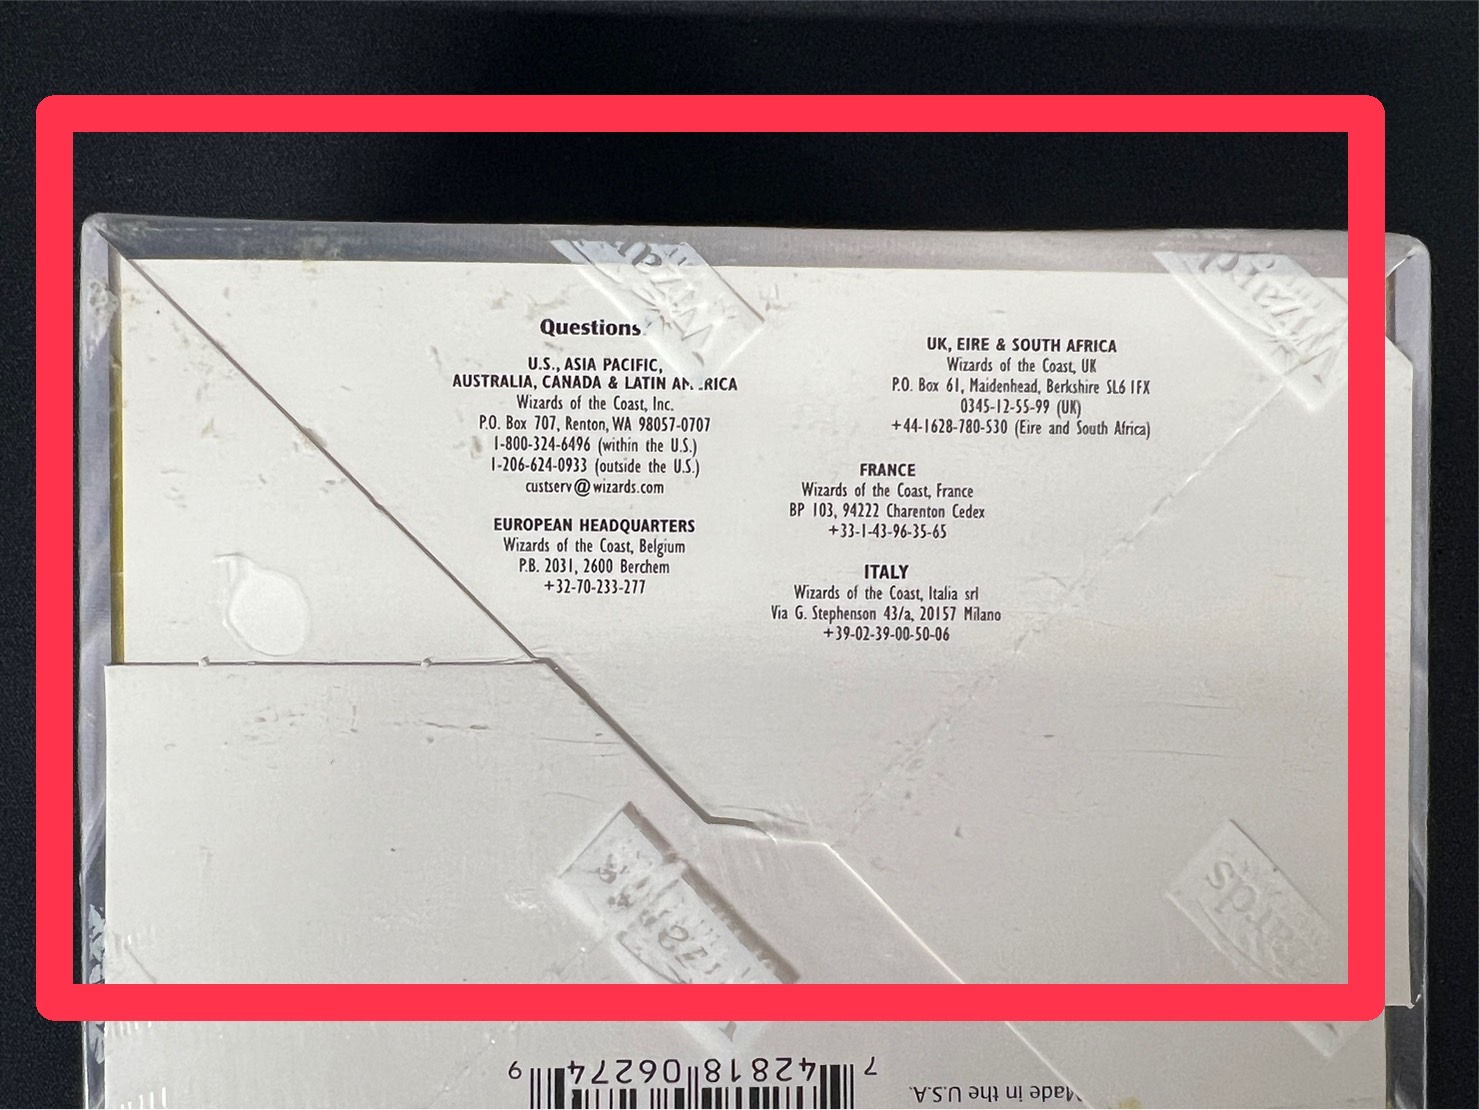 Questions
U.S., ASIA PACIFIC,
AUSTRALIA, CANADA & LATIN AMERICA
Wizards of the Coast, Inc.
P.O. Box 707, Renton, WA 98057-0707
1-800-324-6496 (within the U.S.)
1-206-624-0933 (outside the U.S.)
custserv@wizards.com
EUROPEAN HEADQUARTERS
Wizards of the Coast, Belgium
P.B. 2031, 2600 Berchem
+32-70-233-277
UK, EIRE & SOUTH AFRICA
Wizards of the Coast, UK
P.O. Box 61, Maidenhead, Berkshire SL6 1FX
0345-12-55-99 (UK)
+44-1628-780-530 (Eire and South Africa)
FRANCE
Wizards of the Coast, France
BP 103, 94222 Charenton Cedex
+33-1-43-96-35-65
ITALY
Wizards of the Coast, Italia srl
Via G. Stephenson 43/a, 20157 Milano
+39-02-39-00-50-06
Wizards
Wizards
Wizards
7 42818 06274 9
Made in the U.S.A.